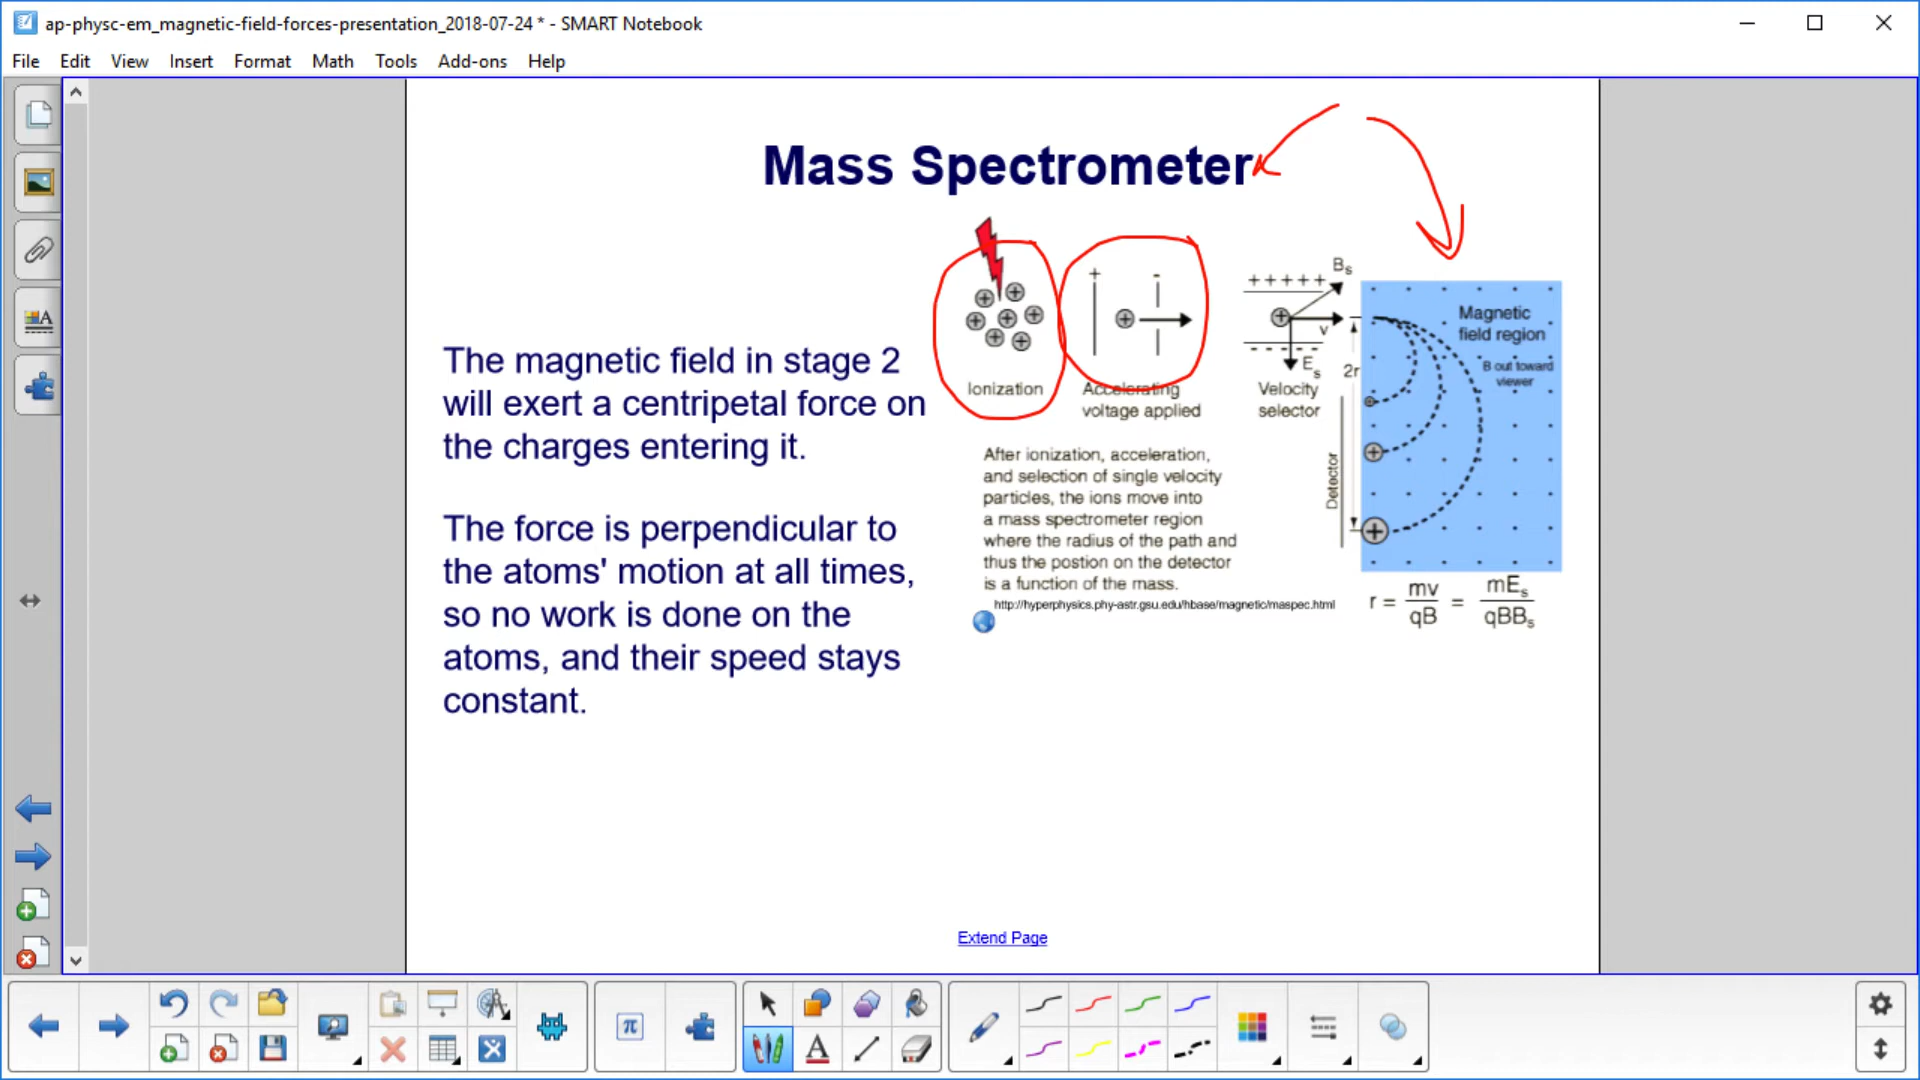 ap-physc-em_magnetic-field-forces-presentation_2018-07-24 * - SMART Notebook
File Edit View Insert Format Math Tools Add-ons Help
Mass Spectrometer
The magnetic field in stage 2
will exert a centripetal force on
the charges entering it.
The force is perpendicular to
the atoms' motion at all times,
so no work is done on the
atoms, and their speed stays
constant.
Ionization
+ -
Accelerating
voltage applied
+ + + + + Bs
v
- - - - - Es
Velocity
selector
2r
Detector
Magnetic
field region
B out toward
viewer
After ionization, acceleration,
and selection of single velocity
particles, the ions move into
a mass spectrometer region
where the radius of the path and
thus the postion on the detector
is a function of the mass.
http://hyperphysics.phy-astr.gsu.edu/hbase/magnetic/maspec.html
r = mv/qB = mEs/qBBs
Extend Page
π
A